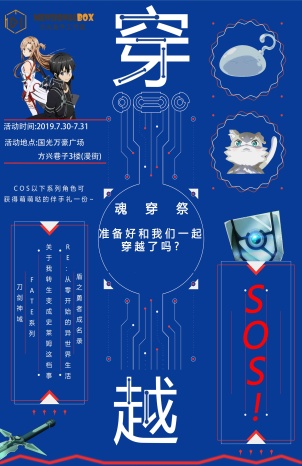 穿
BOX
活动时间:2019.7.30-7.31
活动地点:国光万豪广场
方兴巷子3楼(漫街)
COS以下系列角色可
获得萌萌哒的伴手礼一份~
魂穿祭
准备好和我们一起
穿越了吗?
盾之勇者成名录
RE:从零开始的异世界生活
关于我转生变成史莱姆这档事
FATE系列
刀剑神域
SOS!
越